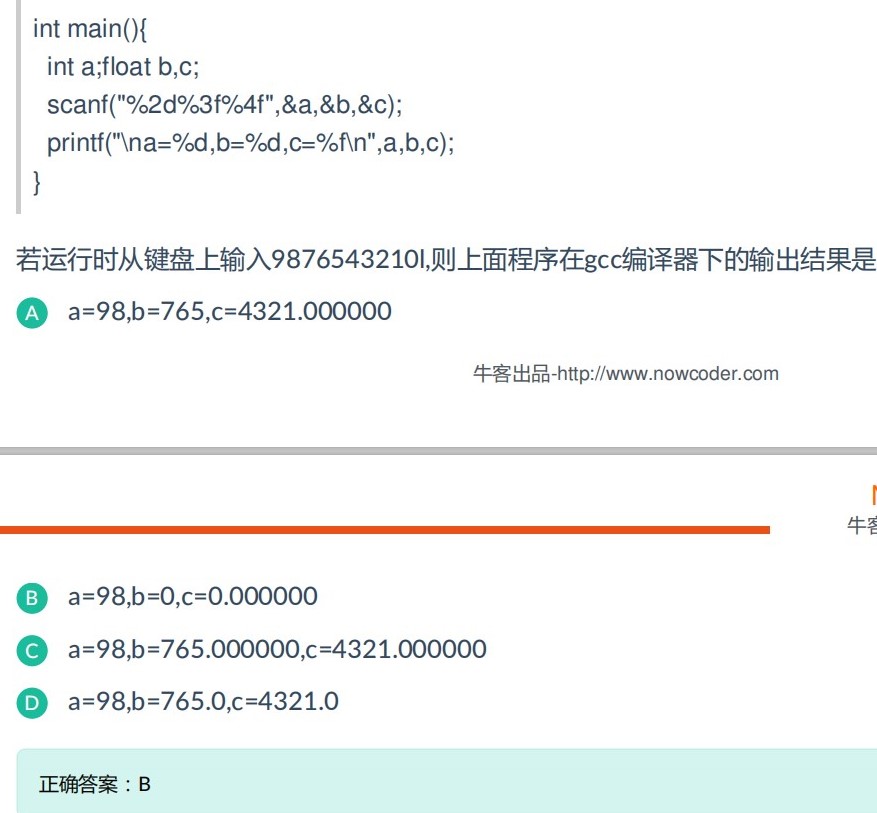 int main(){
int a;float b,c;
scanf("%2d%3f%4f",&a,&b,&c);
printf("\na=%d,b=%d,c=%f\n",a,b,c);
}
若运行时从键盘上输入9876543210l,则上面程序在gcc编译器下的输出结果是
A a=98,b=765,c=4321.000000
牛客出品-http://www.nowcoder.com
牛客
B a=98,b=0,c=0.000000
C a=98,b=765.000000,c=4321.000000
D a=98,b=765.0,c=4321.0
正确答案：B